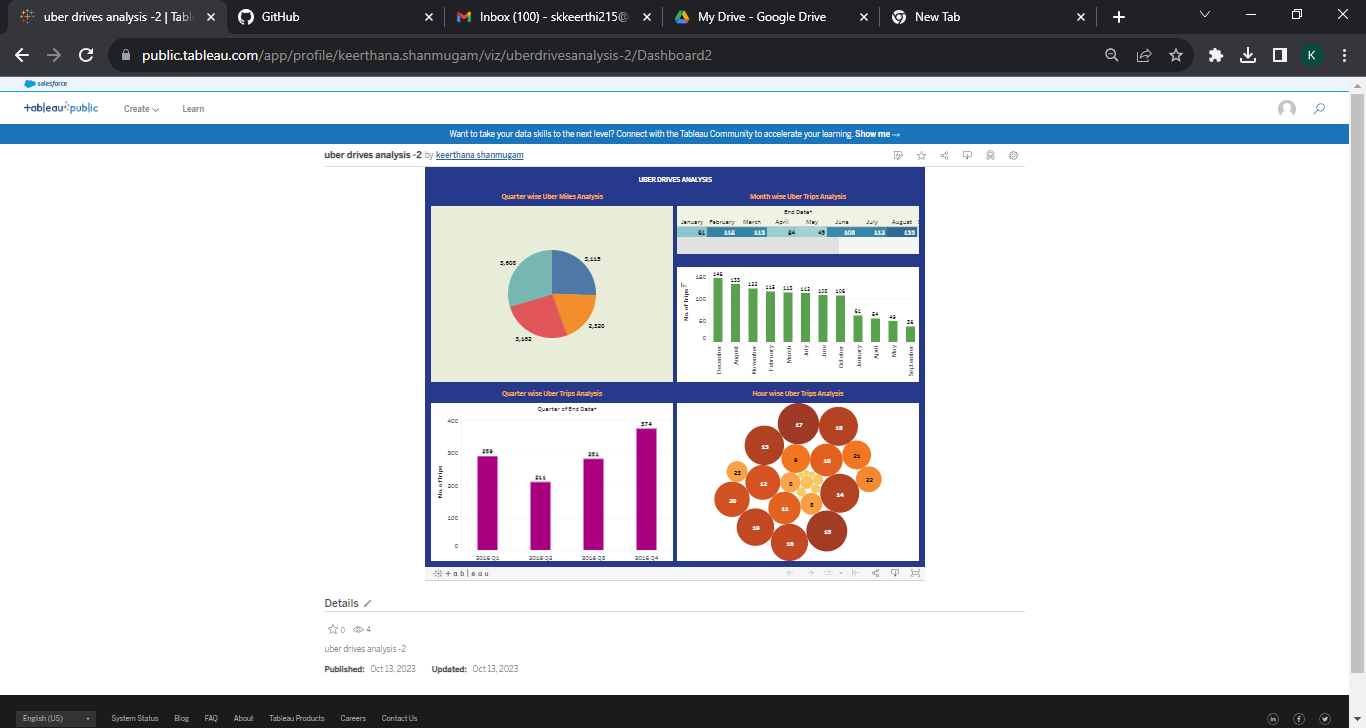 uber drives analysis -2 | Tabl
GitHub
Inbox (100) - skkeerthi215@
My Drive - Google Drive
New Tab
public.tableau.com/app/profile/keerthana.shanmugam/viz/uberdrivesanalysis-2/Dashboard2
K
salesforce
+ableau public
Create
Learn
Want to take your data skills to the next level? Connect with the Tableau Community to accelerate your learning. Show me →
uber drives analysis -2 by keerthana shanmugam
UBER DRIVES ANALYSIS
Quarter wise Uber Miles Analysis
3,608
3,115
2,320
3,162
Month wise Uber Trips Analysis
End Date
January February March April May June July August
61 115 113 54 49 108 112 133
No. of Trips
150
100
50
0
146 133 122 115 113 112 108 106 61 54 49 36
December August November February March July June October January April May September
Quarter wise Uber Trips Analysis
Quarter of End Date
No. of Trips
400
300
200
100
0
289 211 281 374
2016 Q1 2016 Q2 2016 Q3 2016 Q4
Hour wise Uber Trips Analysis
17
18
13
9
10
21
23
12
0
22
14
20
11
8
19
15
16
+ableau
Details
0
4
uber drives analysis -2
Published: Oct 13, 2023 Updated: Oct 13, 2023
English (US)
System Status
Blog
FAQ
About
Tableau Products
Careers
Contact Us